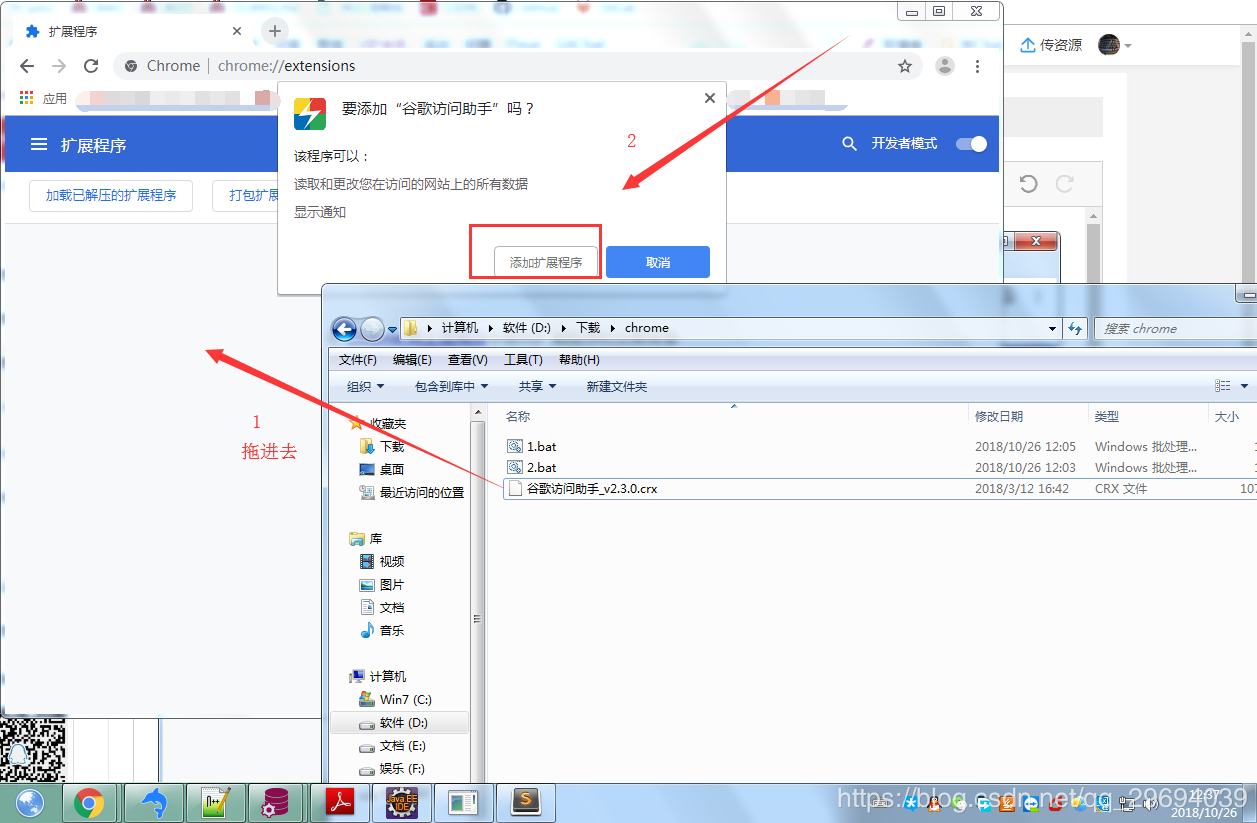 扩展程序
传资源
Chrome
chrome://extensions
应用
要添加“谷歌访问助手”吗？
扩展程序
开发者模式
该程序可以：
读取和更改您在访问的网站上的所有数据
显示通知
加载已解压的扩展程序
打包扩展
添加扩展程序
取消
2
1
拖进去
计算机
软件 (D:)
下载
chrome
搜索 chrome
文件(F)
编辑(E)
查看(V)
工具(T)
帮助(H)
组织
包含到库中
共享
新建文件夹
名称
修改日期
类型
大小
1.bat
2018/10/26 12:05
Windows 批处理...
2.bat
2018/10/26 12:03
Windows 批处理...
谷歌访问助手_v2.3.0.crx
2018/3/12 16:42
CRX 文件
107
收藏夹
下载
桌面
最近访问的位置
库
视频
图片
文档
音乐
计算机
Win7 (C:)
软件 (D:)
文档 (E:)
娱乐 (F:)
Java EE
IDE
https://blog.csdn.net/qq_29694039
12:37
2018/10/26